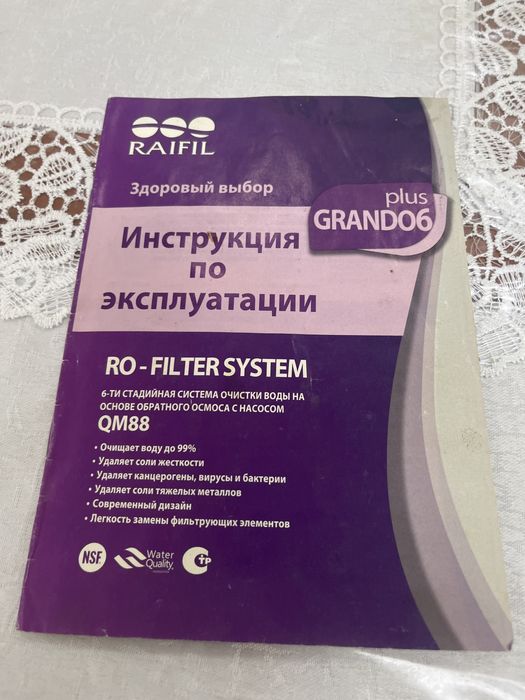 RAIFIL
Здоровый выбор
plus
GRANDO6
Инструкция
по
эксплуатации
RO - FILTER SYSTEM
6-ТИ СТАДИЙНАЯ СИСТЕМА ОЧИСТКИ ВОДЫ НА
ОСНОВЕ ОБРАТНОГО ОСМОСА С НАСОСОМ
QM88
• Очищает воду до 99%
• Удаляет соли жесткости
• Удаляет канцерогены, вирусы и бактерии
• Удаляет соли тяжелых металлов
• Современный дизайн
• Легкость замены фильтрующих элементов
NSF.
Water
Quality
СТР